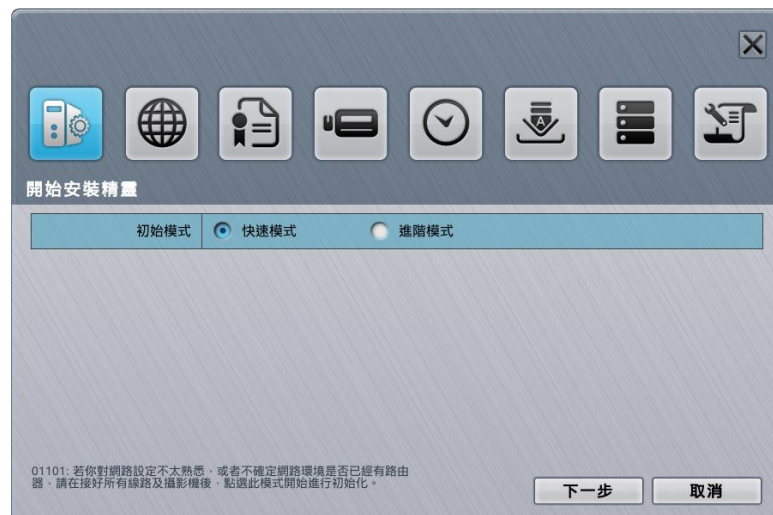 開始安裝精靈
初始模式 快速模式 進階模式
01101: 若你對網路設定不太熟悉，或者不確定網路環境是否已經有路由
器，請在接好所有線路及攝影機後，點選此模式開始進行初始化。
下一步 取消